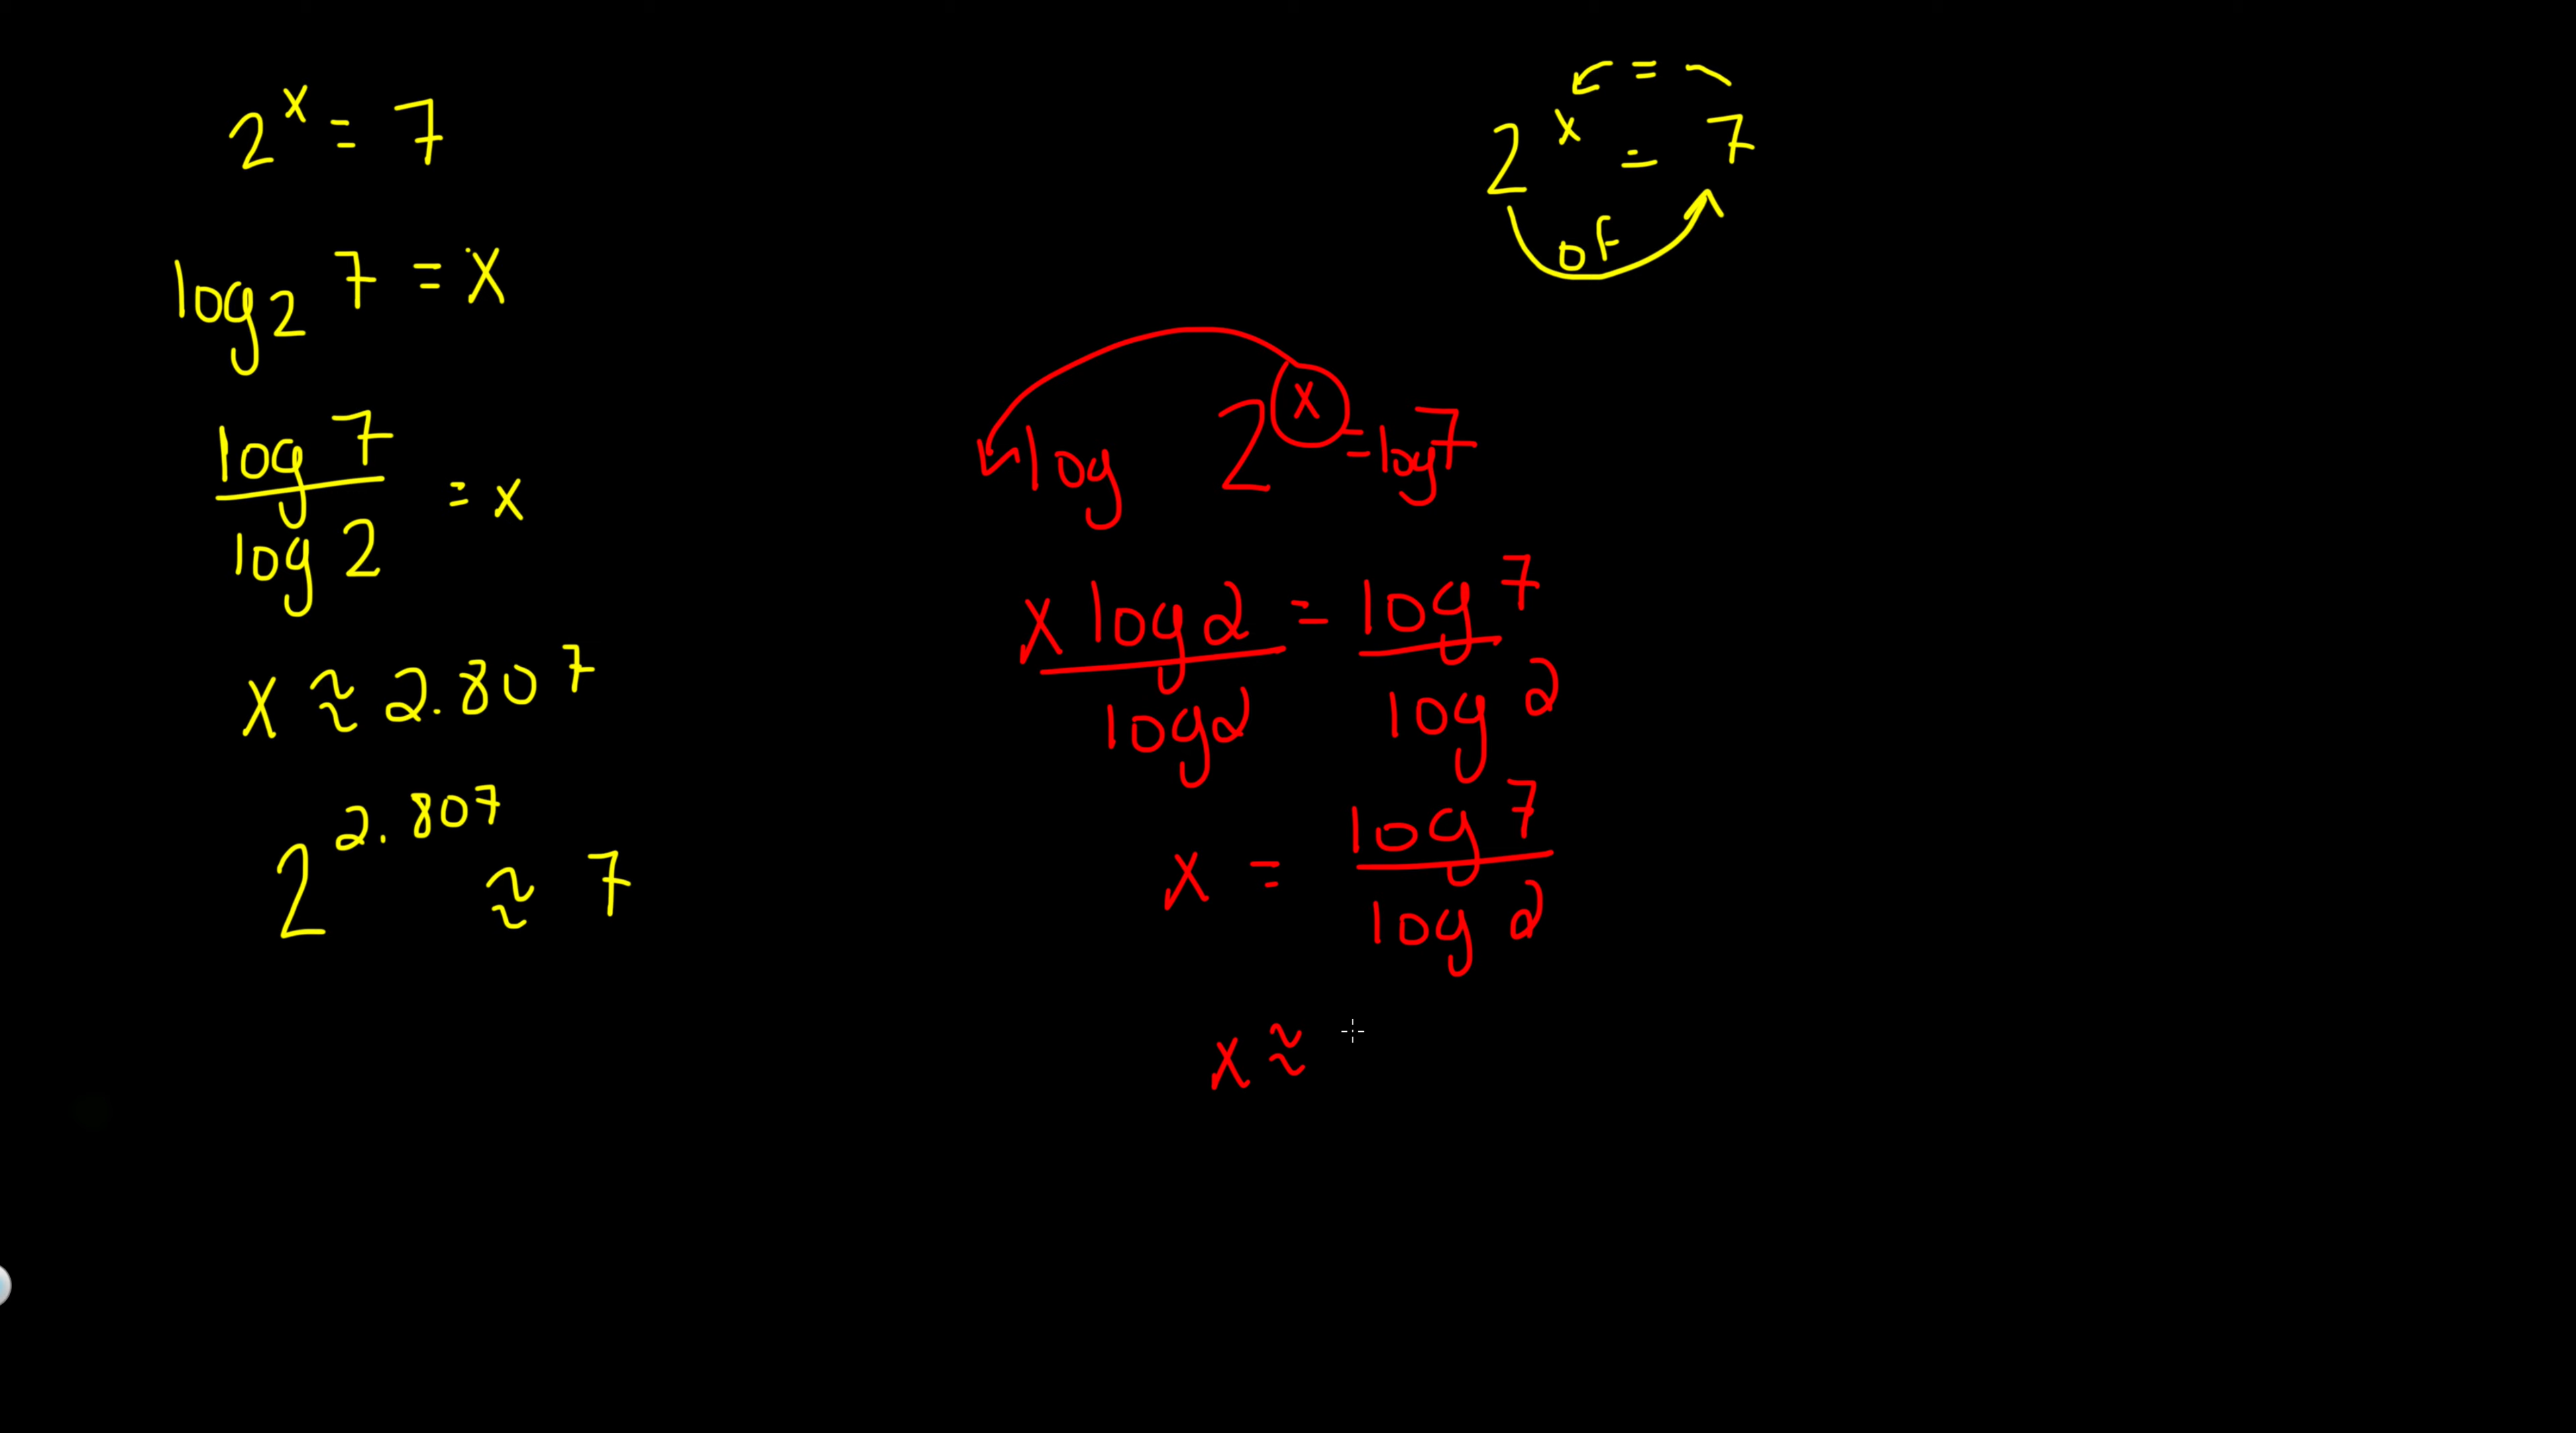 2^x = 7
log_2 7 = x
log 7 / log 2 = x
x ≈ 2.807
2^2.807 ≈ 7
=
2^x = 7
of
log 2^x = log 7
x log 2 / log 2 = log 7 / log 2
x = log 7 / log 2
x ≈